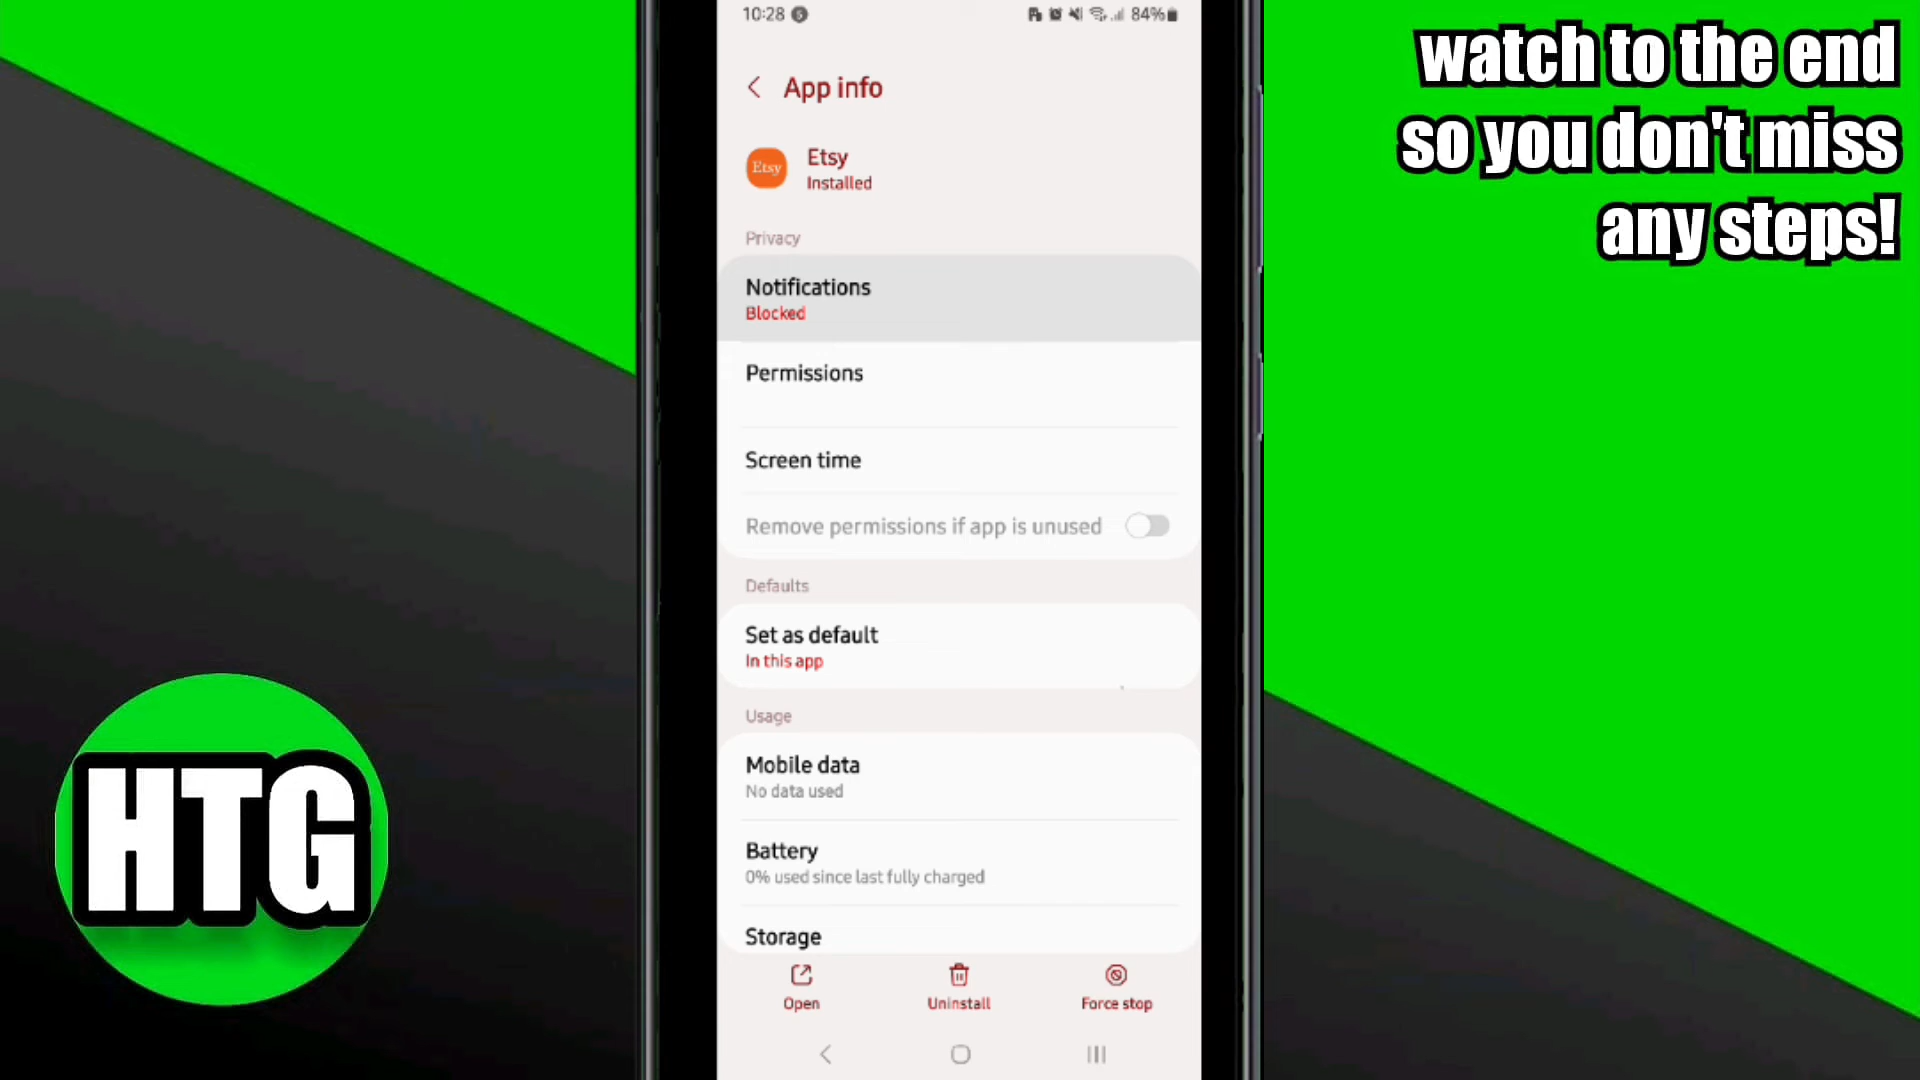 10:28
84%
watch to the end
so you don't miss
any steps!
App info
Etsy
Etsy
Installed
Privacy
Notifications
Blocked
Permissions
Screen time
Remove permissions if app is unused
Defaults
Set as default
In this app
Usage
Mobile data
No data used
Battery
0% used since last fully charged
Storage
Open
Uninstall
Force stop
HTG